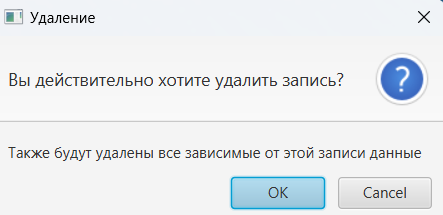 Удаление
Вы действительно хотите удалить запись?
?
Также будут удалены все зависимые от этой записи данные
OK
Cancel